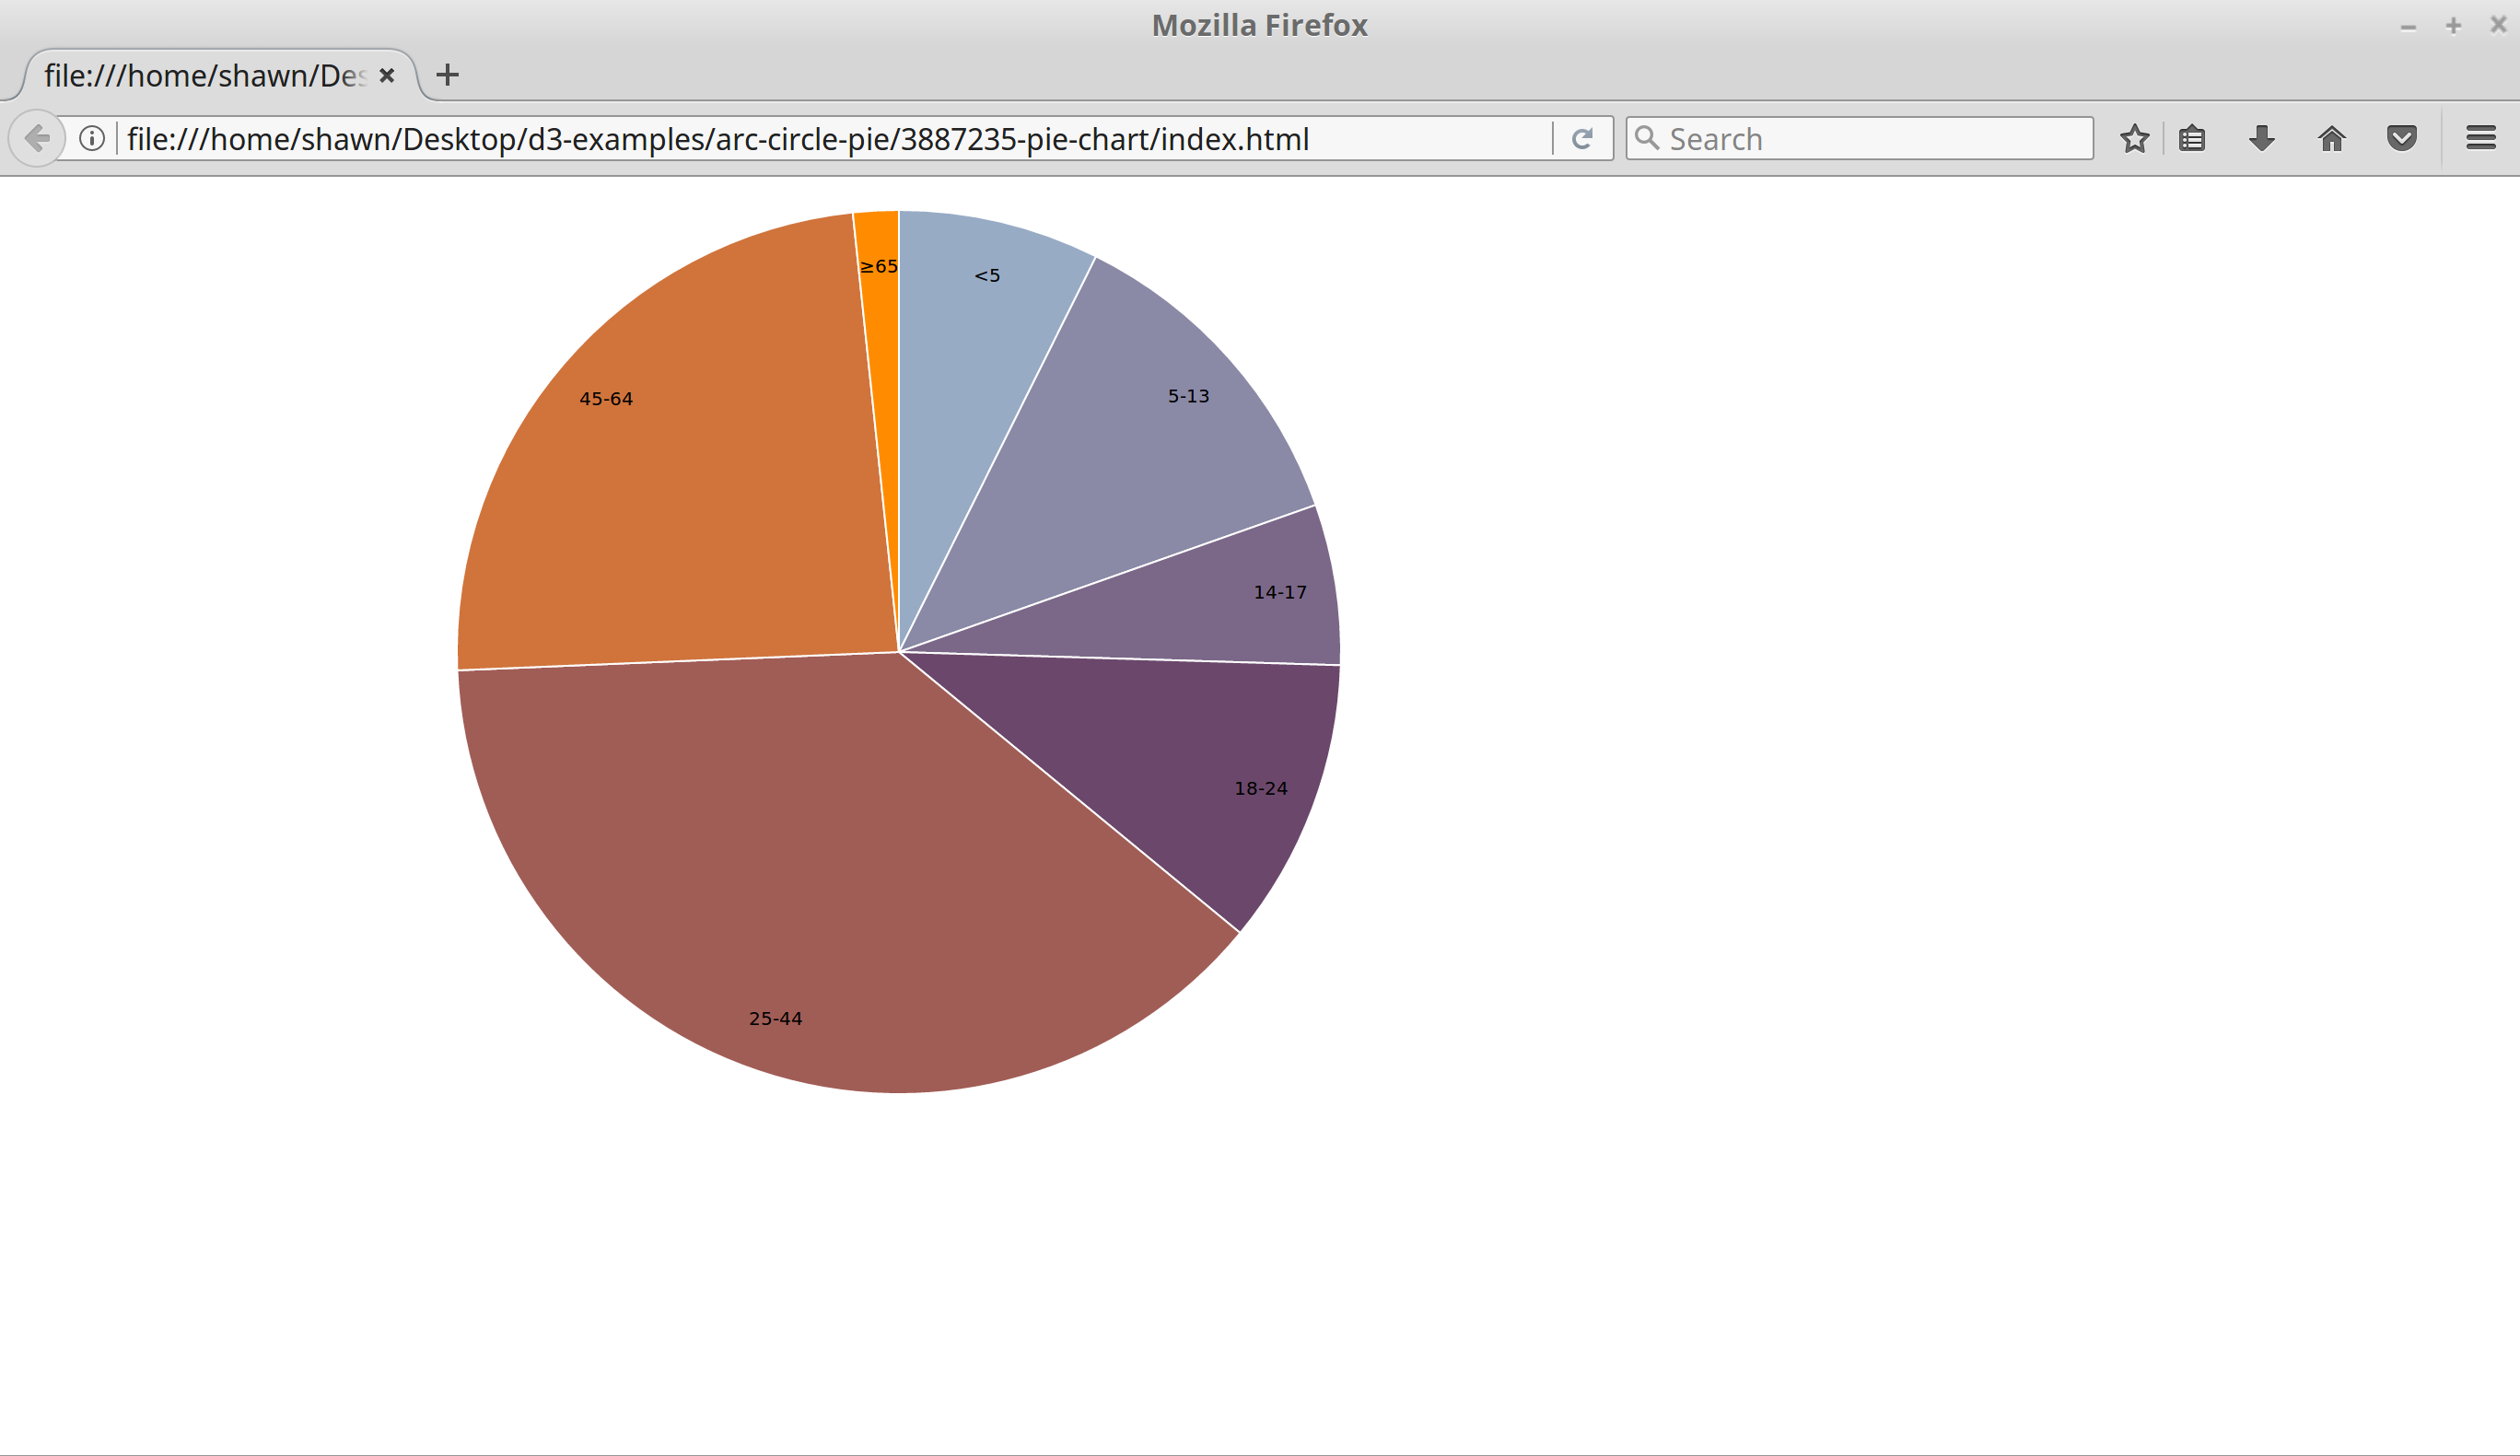 Mozilla Firefox
file:///home/shawn/Des
file:///home/shawn/Desktop/d3-examples/arc-circle-pie/3887235-pie-chart/index.html
Search
≥65
<5
5-13
45-64
14-17
18-24
25-44